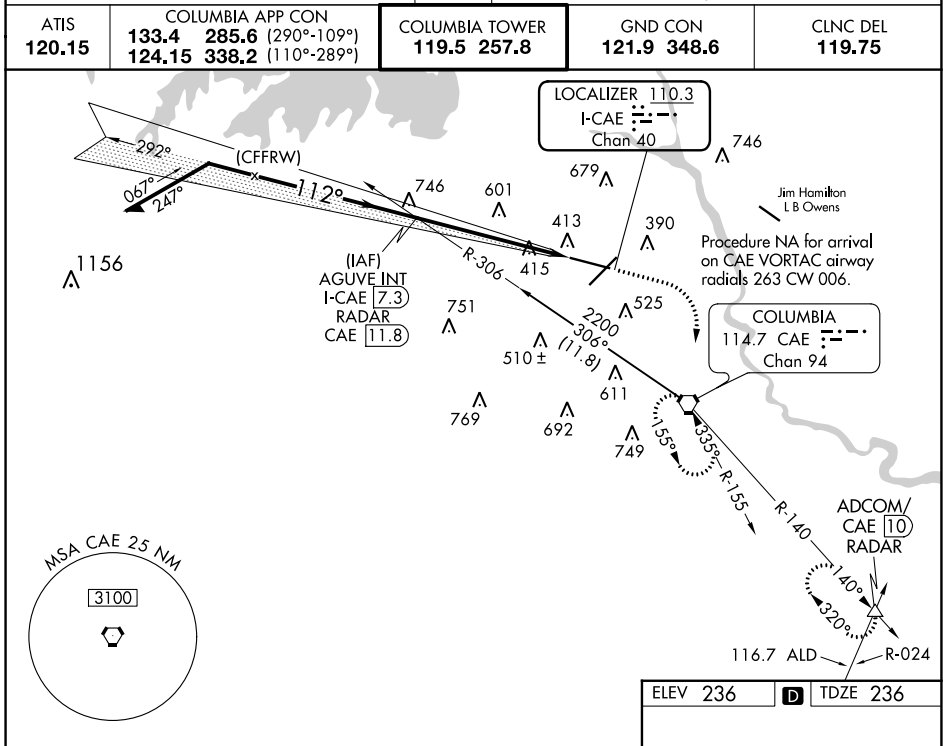 ATIS
120.15
COLUMBIA APP CON
133.4 285.6 (290°-109°)
124.15 338.2 (110°-289°)
COLUMBIA TOWER
119.5 257.8
GND CON
121.9 348.6
CLNC DEL
119.75
LOCALIZER 110.3
I-CAE
Chan 40
292°
(CFFRW)
067°
247°
112°
746
601
679
746
413
390
415
Jim Hamilton
L B Owens
Procedure NA for arrival
on CAE VORTAC airway
radials 263 CW 006.
1156
(IAF)
AGUVE INT
I-CAE 7.3
RADAR
CAE 11.8
R-306
751
2200
306°
(11.8)
525
510 ±
611
COLUMBIA
114.7 CAE
Chan 94
769
692
749
155°
335°
R-155
R-140
ADCOM/
CAE 10
RADAR
140°
320°
116.7 ALD
R-024
MSA CAE 25 NM
3100
ELEV 236
D
TDZE 236